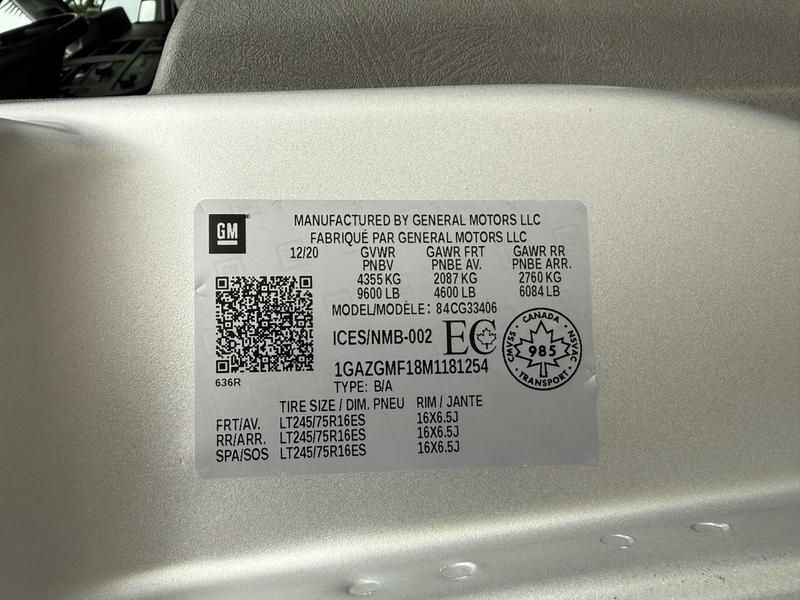 GM
MANUFACTURED BY GENERAL MOTORS LLC
FABRIQUÉ PAR GENERAL MOTORS LLC
12/20 GVWR GAWR FRT GAWR RR
PNBV PNBE AV. PNBE ARR.
4355 KG 2087 KG 2760 KG
9600 LB 4600 LB 6084 LB
MODEL/MODÈLE: 84CG33406
ICES/NMB-002 EC
CANADA
CMVSS 985 NSVAC
TRANSPORT
1GAZGMF18M1181254
636R
TYPE: B/A
TIRE SIZE / DIM. PNEU RIM / JANTE
FRT/AV. LT245/75R16ES 16X6.5J
RR/ARR. LT245/75R16ES 16X6.5J
SPA/SOS LT245/75R16ES 16X6.5J